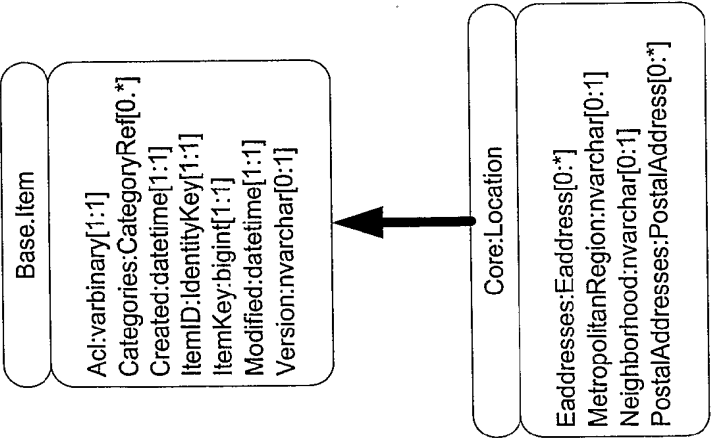 Base.Item
Acl:varbinary[1:1]
Categories:CategoryRef[0.*]
Created:datetime[1:1]
ItemID:IdentityKey[1:1]
ItemKey:bigint[1:1]
Modified:datetime[1:1]
Version:nvarchar[0:1]
Core:Location
Eaddresses:Eaddress[0:*]
MetropolitanRegion:nvarchar[0:1]
Neighborhood:nvarchar[0:1]
PostalAddresses:PostalAddress[0:*]